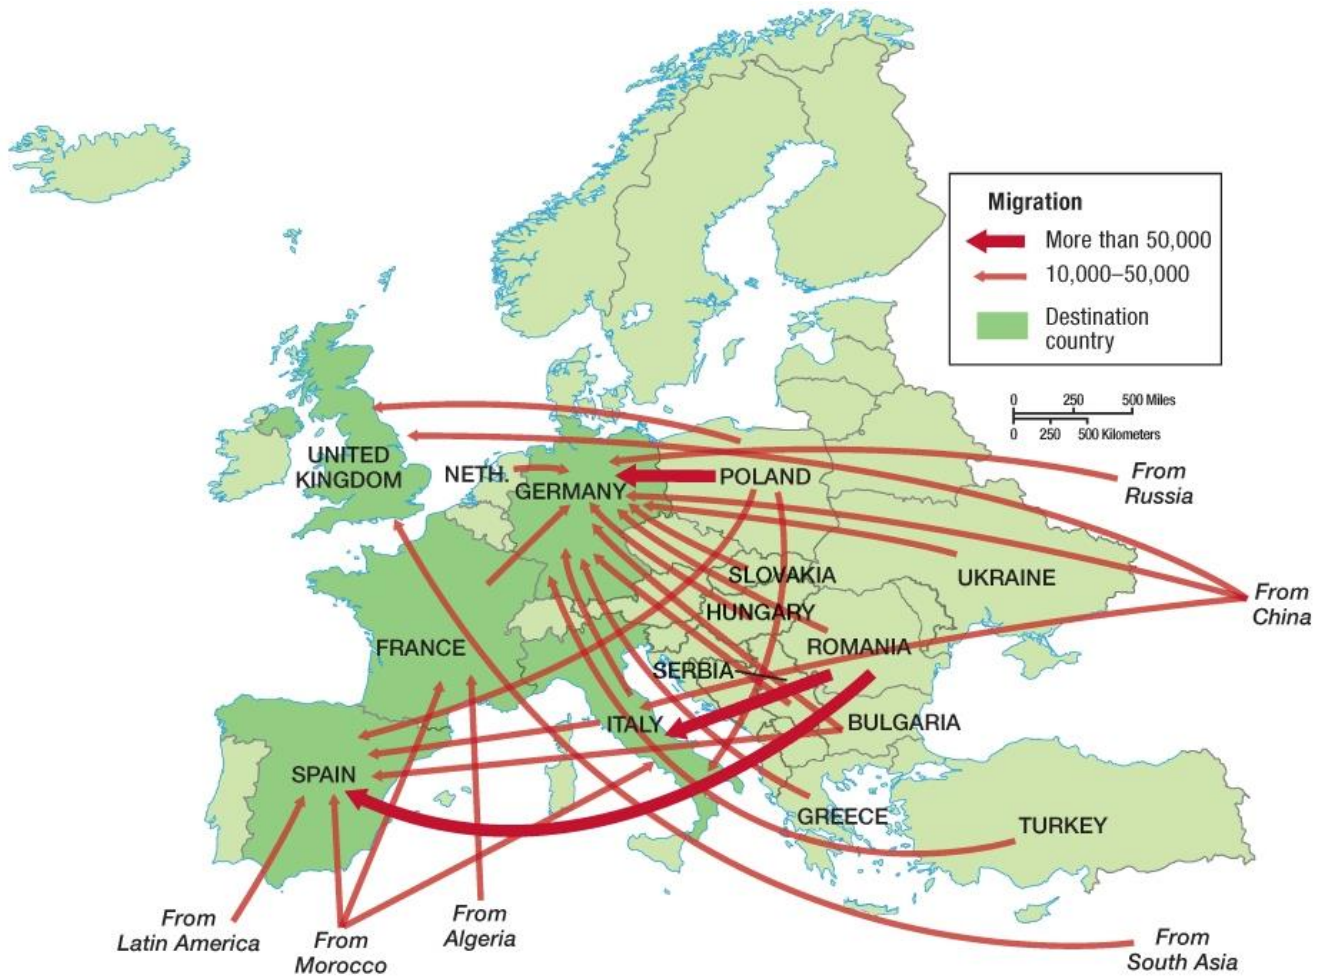 Migration
More than 50,000
10,000–50,000
Destination
country
0 250 500 Miles
0 250 500 Kilometers
UNITED
KINGDOM
NETH.
GERMANY
POLAND
From
Russia
SLOVAKIA
UKRAINE
From
China
HUNGARY
FRANCE
ROMANIA
SERBIA
ITALY
BULGARIA
SPAIN
GREECE
TURKEY
From
Latin America
From
Morocco
From
Algeria
From
South Asia